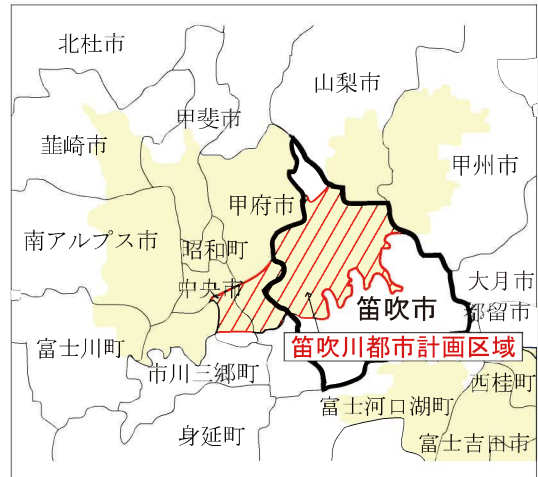 北杜市
山梨市
甲斐市
韮崎市
甲州市
甲府市
南アルプス市
昭和町
中央市
大月市
笛吹市
都留市
笛吹川都市計画区域
富士川町
市川三郷町
西桂町
富士河口湖町
身延町
富士吉田市